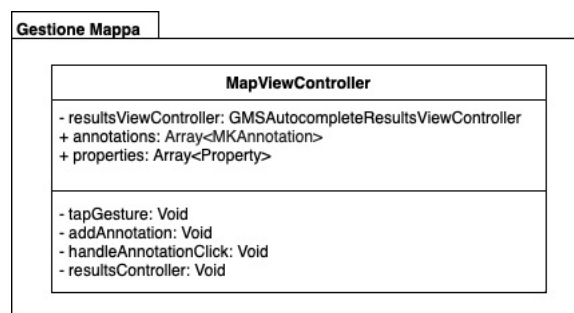 Gestione Mappa
MapViewController
- resultsViewController: GMSAutocompleteResultsViewController
+ annotations: Array<MKAnnotation>
+ properties: Array<Property>
- tapGesture: Void
- addAnnotation: Void
- handleAnnotationClick: Void
- resultsController: Void